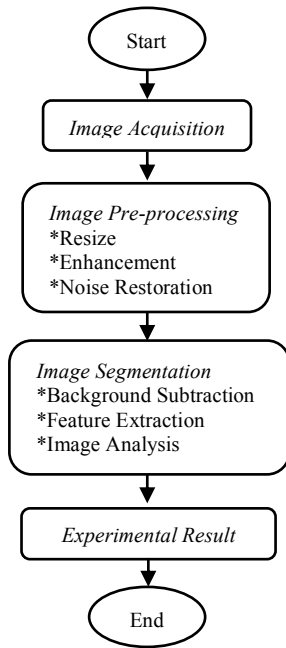 Start
Image Acquisition
Image Pre-processing
*Resize
*Enhancement
*Noise Restoration
Image Segmentation
*Background Subtraction
*Feature Extraction
*Image Analysis
Experimental Result
End